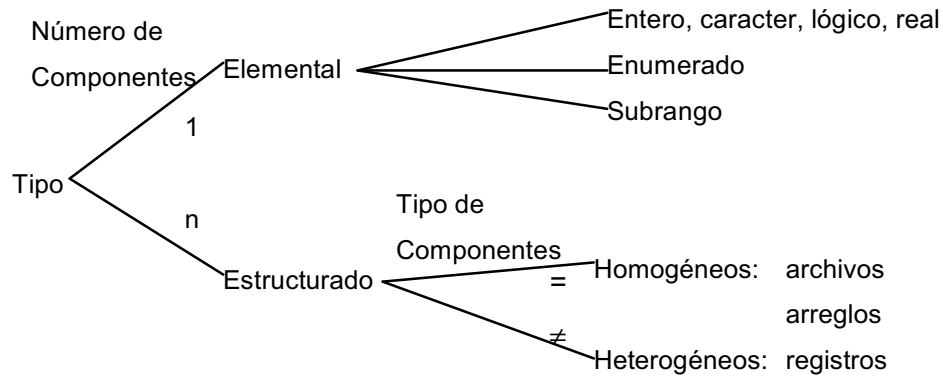 Número de
Componentes
Entero, caracter, lógico, real
Elemental
Enumerado
Subrango
1
Tipo
n
Tipo de
Componentes
Estructurado
=
Homogéneos: archivos
arreglos
≠
Heterogéneos: registros